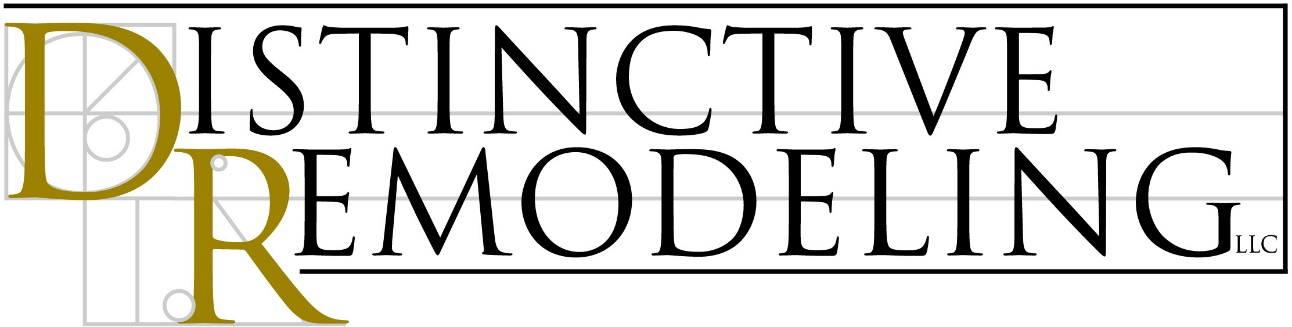 DISTINCTIVE
REMODELING LLC